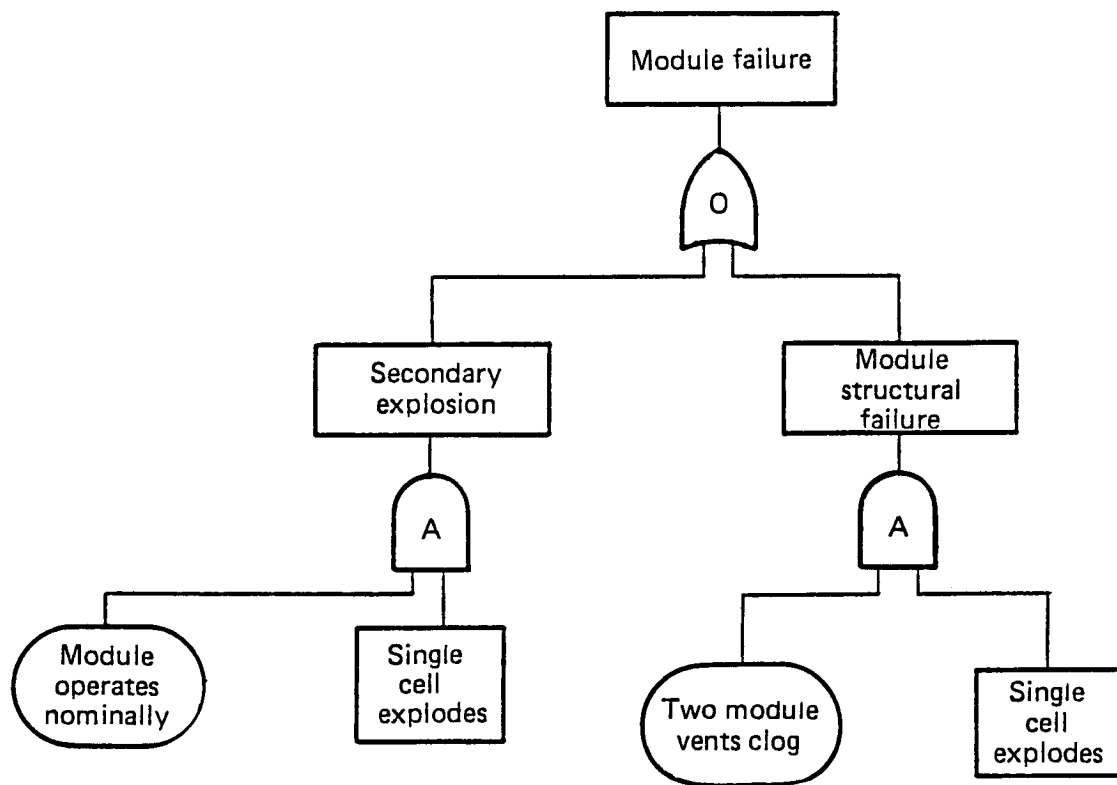 Module failure
O
Secondary
explosion
Module
structural
failure
A
A
Module
operates
nominally
Single
cell
explodes
Two module
vents clog
Single
cell
explodes